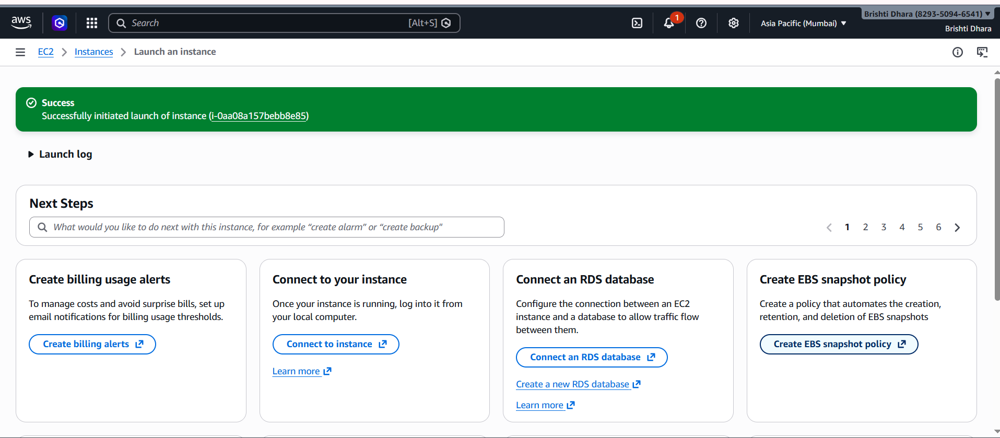 aws
Search
[Alt+S]
1
Asia Pacific (Mumbai)
Brishti Dhara (8293-5094-6541)
Brishti Dhara
EC2
Instances
Launch an instance
Success
Successfully initiated launch of instance (i-0aa08a157bebb8e85)
Launch log
Next Steps
What would you like to do next with this instance, for example “create alarm” or “create backup”
1 2 3 4 5 6
Create billing usage alerts
To manage costs and avoid surprise bills, set up
email notifications for billing usage thresholds.
Create billing alerts
Connect to your instance
Once your instance is running, log into it from
your local computer.
Connect to instance
Learn more
Connect an RDS database
Configure the connection between an EC2
instance and a database to allow traffic flow
between them.
Connect an RDS database
Create a new RDS database
Learn more
Create EBS snapshot policy
Create a policy that automates the creation,
retention, and deletion of EBS snapshots
Create EBS snapshot policy